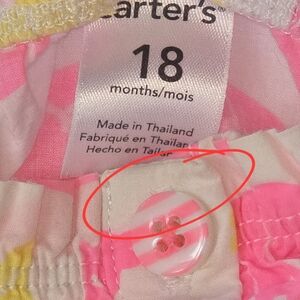 carter's
18
months/mois
Made in Thailand
Fabriqué en
Hecho en